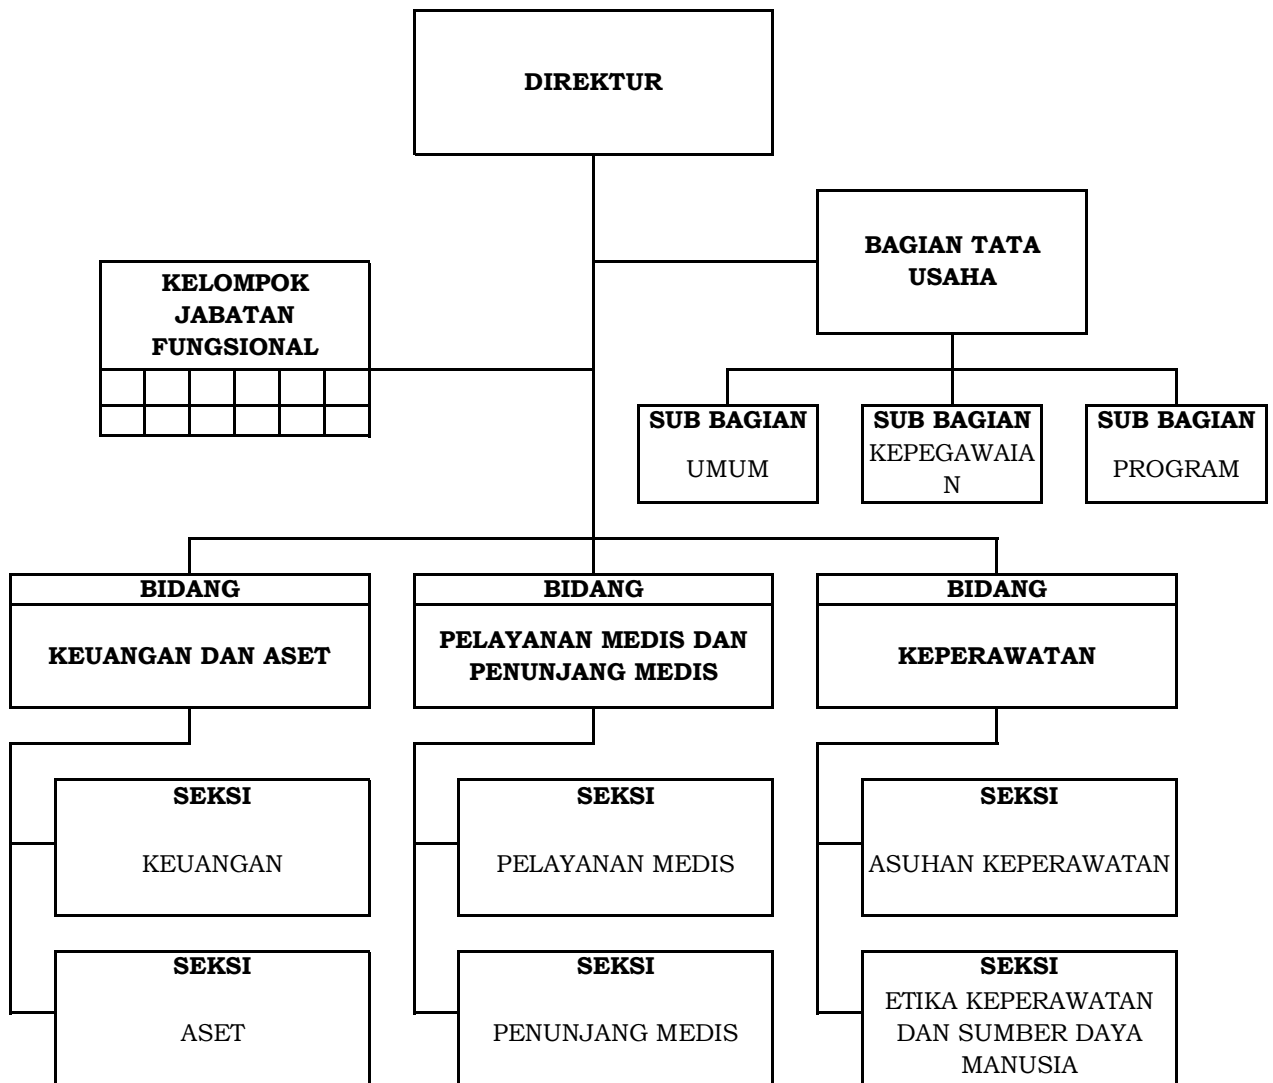 DIREKTUR
BAGIAN TATA
USAHA
KELOMPOK
JABATAN
FUNGSIONAL
SUB BAGIAN
UMUM
SUB BAGIAN
KEPEGAWAIA
N
SUB BAGIAN
PROGRAM
BIDANG
KEUANGAN DAN ASET
BIDANG
PELAYANAN MEDIS DAN
PENUNJANG MEDIS
BIDANG
KEPERAWATAN
SEKSI
KEUANGAN
SEKSI
PELAYANAN MEDIS
SEKSI
ASUHAN KEPERAWATAN
SEKSI
ASET
SEKSI
PENUNJANG MEDIS
SEKSI
ETIKA KEPERAWATAN
DAN SUMBER DAYA
MANUSIA